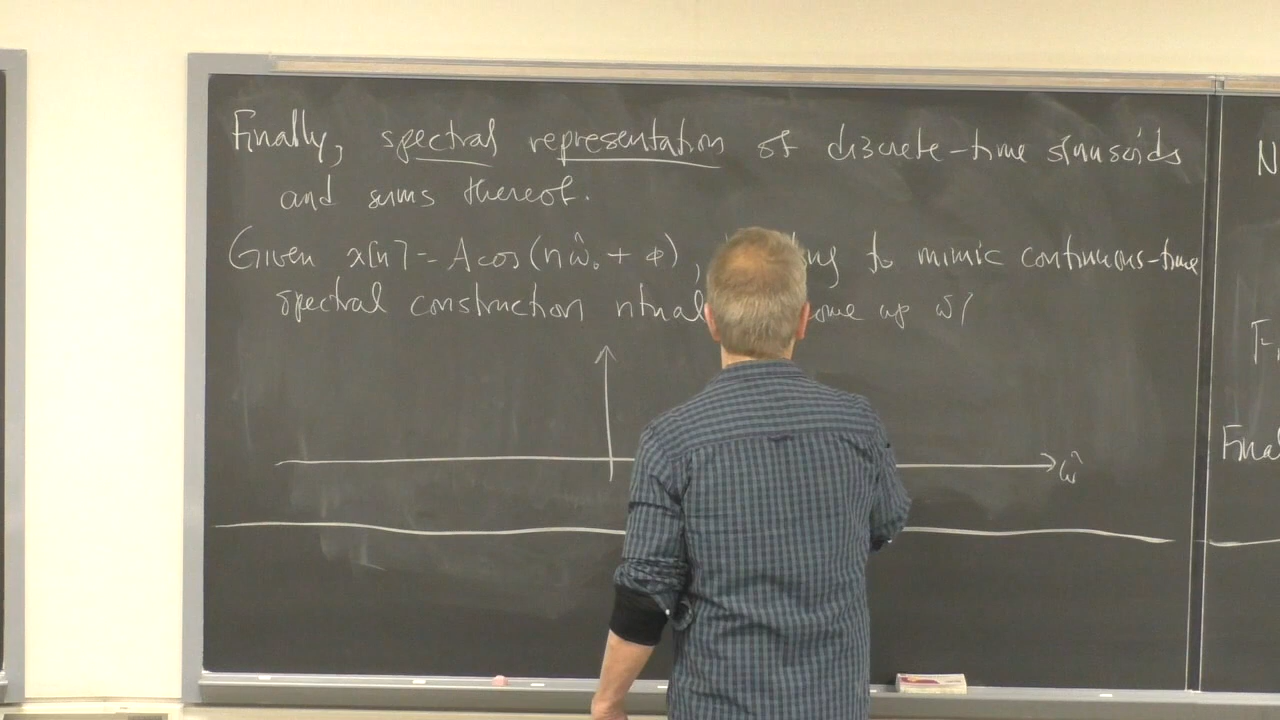 Finally, spectral representation of discrete-time sinusoids
and sums thereof.
Given x[n] = A cos(nω̂₀ + φ), to mimic continuous-time
spectral construction ritual come up w/
ω̂
N
F
Final